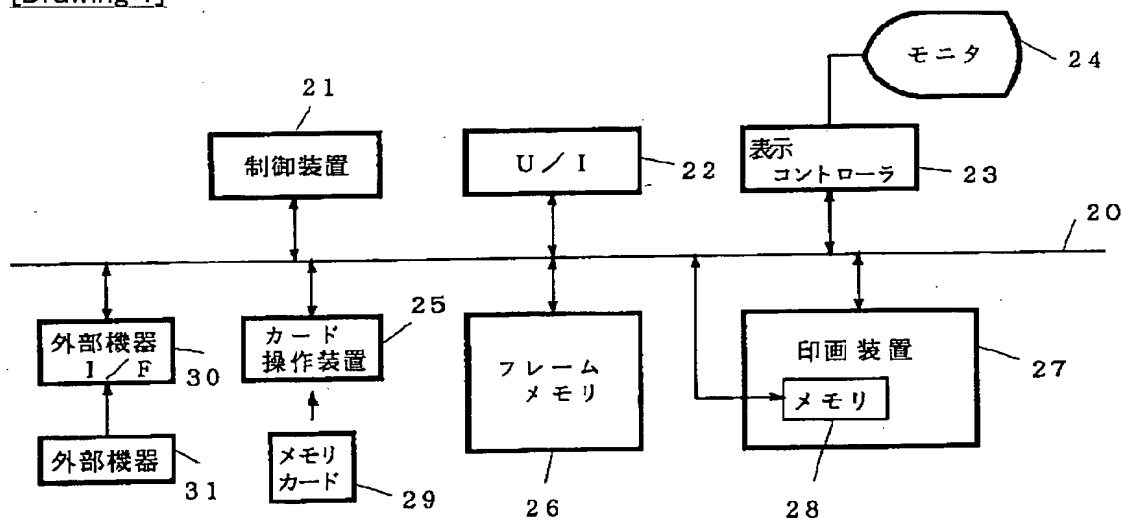 [Drawing 1]
モニタ
24
21
制御装置
U/I
22
表示
コントローラ
23
20
外部機器
I/F
30
カード
操作装置
25
フレーム
メモリ
26
印画装置
メモリ
27
28
外部機器
31
メモリ
カード
29